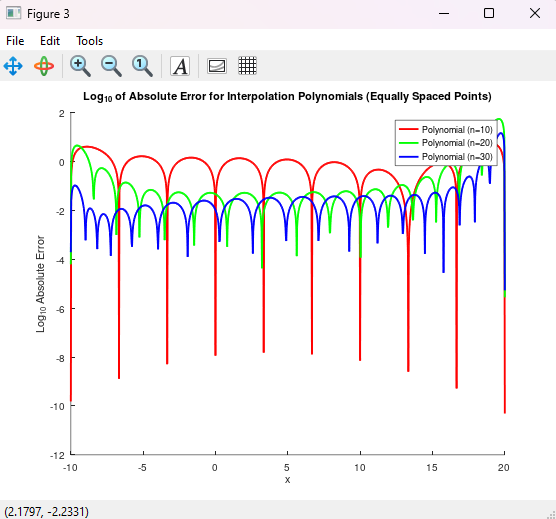 Figure 3
File Edit Tools
A
Log10 of Absolute Error for Interpolation Polynomials (Equally Spaced Points)
Polynomial (n=10)
Polynomial (n=20)
Polynomial (n=30)
2
0
-2
-4
-6
-8
-10
-12
Log10 Absolute Error
-10 -5 0 5 10 15 20
x
(2.1797, -2.2331)